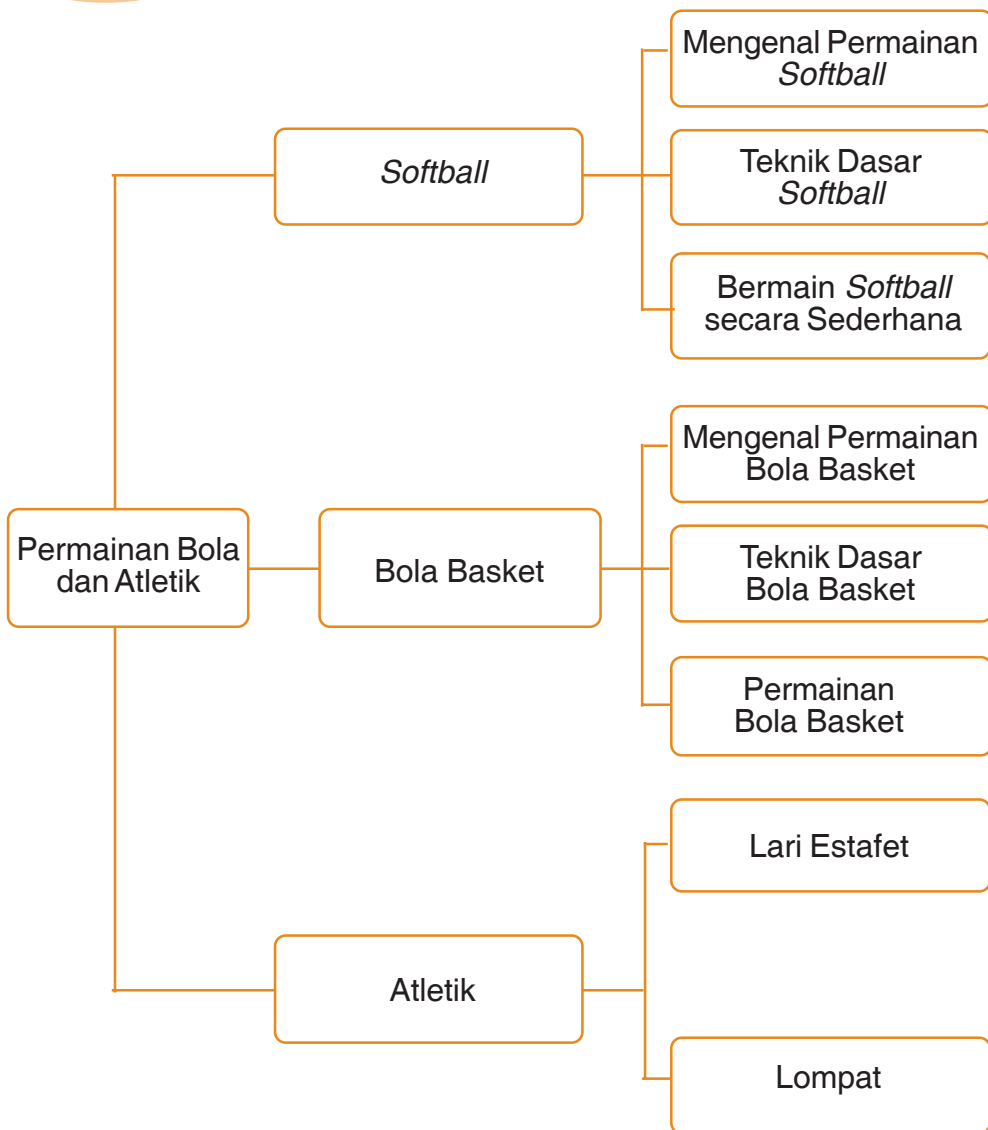 Mengenal Permainan
Softball
Softball
Teknik Dasar
Softball
Bermain Softball
secara Sederhana
Permainan Bola
dan Atletik
Bola Basket
Mengenal Permainan
Bola Basket
Teknik Dasar
Bola Basket
Permainan
Bola Basket
Atletik
Lari Estafet
Lompat